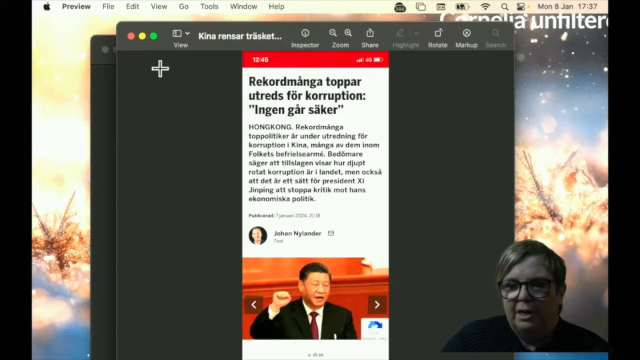 Preview File Edit View Go Tools Window Help
Mon 8 Jan 17:37
Cornelia unfiltere
Kina rensar träsket...
View Inspector Zoom Share Highlight Rotate Markup Search
12:45 4G
Rekordmånga toppar
utreds för korruption:
”Ingen går säker”
HONGKONG. Rekordmånga
toppolitiker är under utredning för
korruption i Kina, många av dem inom
Folkets befrielsearmé. Bedömare
säger att tillslagen visar hur djupt
rotat korruption är i landet, men också
att det är ett sätt för president Xi
Jinping att stoppa kritik mot hans
ekonomiska politik.
Publicerad: 7 januari 2024, 21:18
Johan Nylander
Text